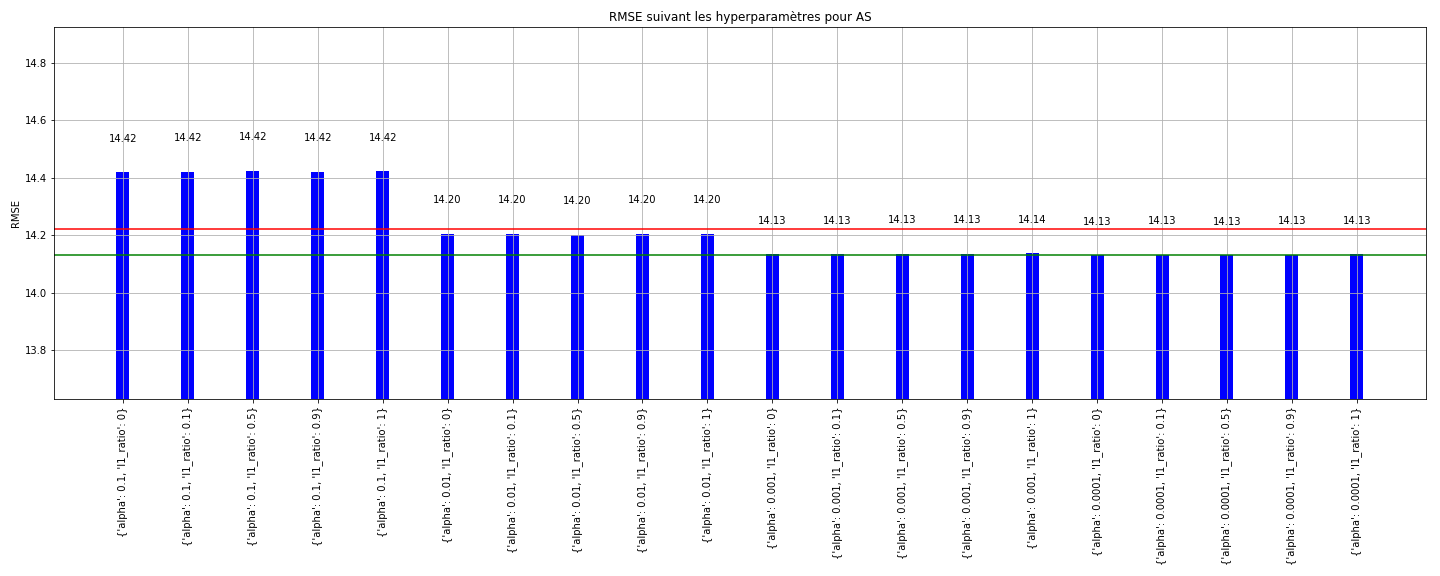 RMSE suivant les hyperparamètres pour AS
RMSE
14.8
14.6
14.4
14.2
14.0
13.8
14.42
14.42
14.42
14.42
14.42
14.20
14.20
14.20
14.20
14.20
14.13
14.13
14.13
14.13
14.14
14.13
14.13
14.13
14.13
14.13
{'alpha': 0.1, 'l1_ratio': 0}
{'alpha': 0.1, 'l1_ratio': 0.1}
{'alpha': 0.1, 'l1_ratio': 0.5}
{'alpha': 0.1, 'l1_ratio': 0.9}
{'alpha': 0.1, 'l1_ratio': 1}
{'alpha': 0.01, 'l1_ratio': 0}
{'alpha': 0.01, 'l1_ratio': 0.1}
{'alpha': 0.01, 'l1_ratio': 0.5}
{'alpha': 0.01, 'l1_ratio': 0.9}
{'alpha': 0.01, 'l1_ratio': 1}
{'alpha': 0.001, 'l1_ratio': 0}
{'alpha': 0.001, 'l1_ratio': 0.1}
{'alpha': 0.001, 'l1_ratio': 0.5}
{'alpha': 0.001, 'l1_ratio': 0.9}
{'alpha': 0.001, 'l1_ratio': 1}
{'alpha': 0.0001, 'l1_ratio': 0}
{'alpha': 0.0001, 'l1_ratio': 0.1}
{'alpha': 0.0001, 'l1_ratio': 0.5}
{'alpha': 0.0001, 'l1_ratio': 0.9}
{'alpha': 0.0001, 'l1_ratio': 1}